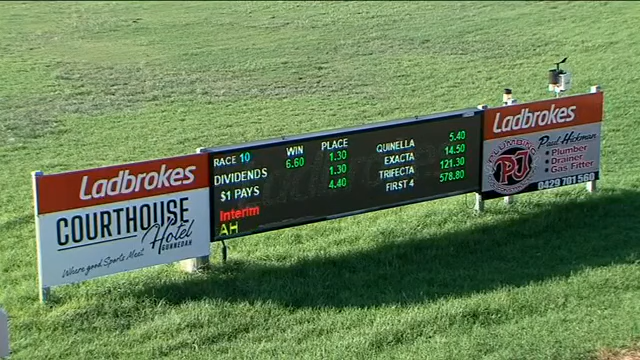 Ladbrokes
COURTHOUSE
Hotel
GUNNEDAH
Where good Sports Meet
RACE 10 WIN PLACE
DIVIDENDS 6.60 1.30 QUINELLA 5.40
$1 PAYS 1.30 EXACTA 14.50
4.40 TRIFECTA 121.30
Interim FIRST 4 578.80
AH
Ladbrokes
PLUMBING
PJ
Paul Hickman
• Plumber
• Drainer
• Gas Fitter
0429 701 560